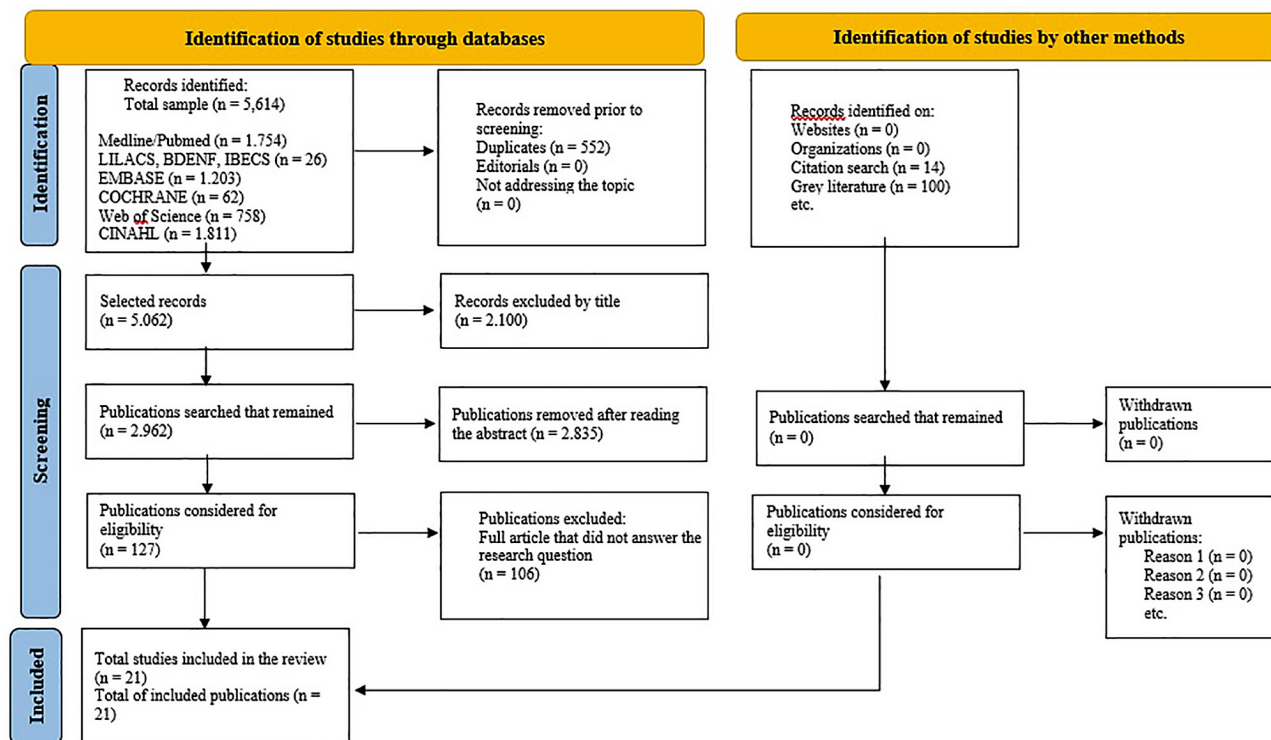 Identification of studies through databases
Identification of studies by other methods
Identification
Records identified:
Total sample (n = 5,614)
Medline/Pubmed (n = 1.754)
LILACS, BDENF, IBECS (n = 26)
EMBASE (n = 1.203)
COCHRANE (n = 62)
Web of Science (n = 758)
CINAHL (n = 1.811)
Records removed prior to
screening:
Duplicates (n = 552)
Editorials (n = 0)
Not addressing the topic
(n = 0)
Records identified on:
Websites (n = 0)
Organizations (n = 0)
Citation search (n = 14)
Grey literature (n = 100)
etc.
Screening
Selected records
(n = 5.062)
Records excluded by title
(n = 2.100)
Publications searched that remained
(n = 2.962)
Publications removed after reading
the abstract (n = 2.835)
Publications searched that remained
(n = 0)
Withdrawn
publications
(n = 0)
Publications considered for
eligibility
(n = 127)
Publications excluded:
Full article that did not answer the
research question
(n = 106)
Publications considered for
eligibility
(n = 0)
Withdrawn
publications:
Reason 1 (n = 0)
Reason 2 (n = 0)
Reason 3 (n = 0)
etc.
Included
Total studies included in the review
(n = 21)
Total of included publications (n =
21)